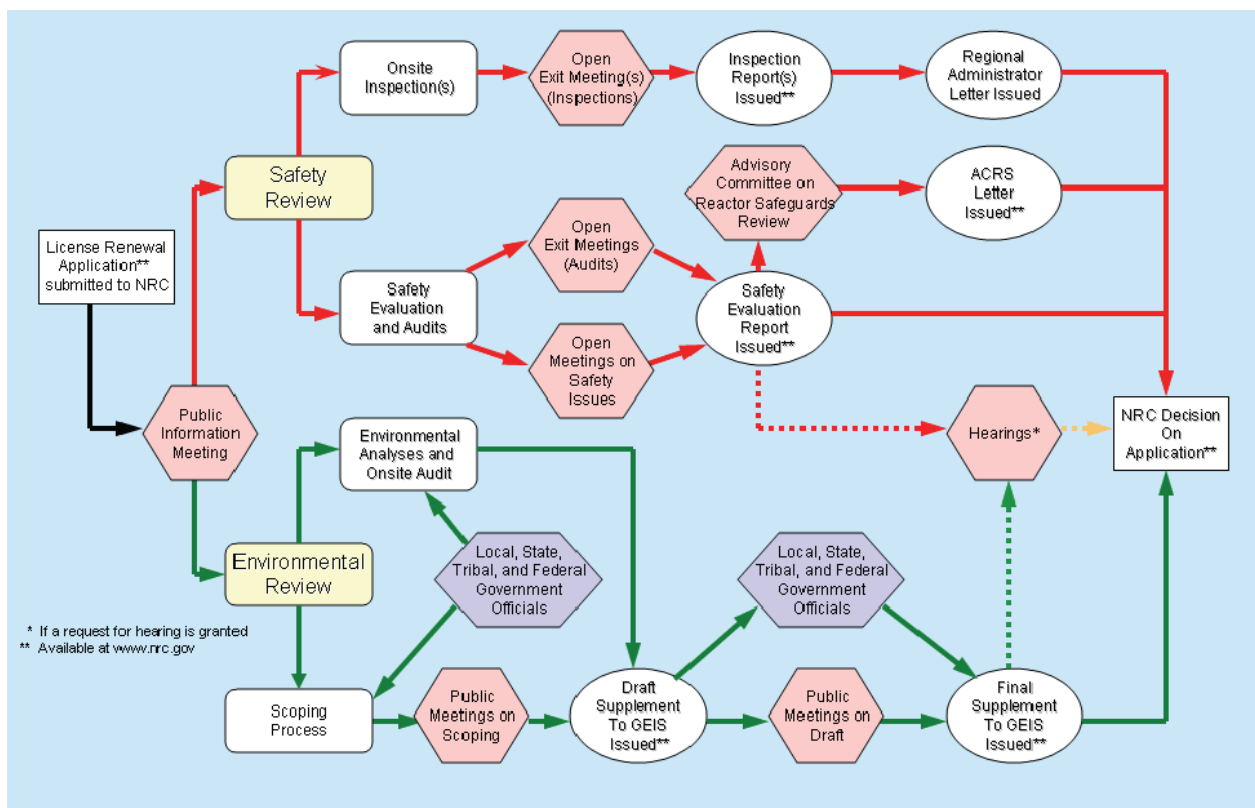 Onsite
Inspection(s)
Open
Exit Meeting(s)
(Inspections)
Inspection
Report(s)
Issued**
Regional
Administrator
Letter Issued
Safety
Review
Advisory
Committee on
Reactor Safeguards
Review
ACRS
Letter
Issued**
License Renewal
Application**
submitted to NRC
Open
Exit Meetings
(Audits)
Safety
Evaluation
and Audits
Safety
Evaluation
Report
Issued**
Open
Meetings on
Safety
Issues
Public
Information
Meeting
Environmental
Analyses and
Onsite Audit
Hearings*
NRC Decision
On
Application**
Environmental
Review
Local, State,
Tribal, and Federal
Government
Officials
Local, State,
Tribal, and Federal
Government
Officials
* If a request for hearing is granted
** Available at www.nrc.gov
Scoping
Process
Public
Meetings on
Scoping
Draft
Supplement
To GEIS
Issued**
Public
Meetings on
Draft
Final
Supplement
To GEIS
Issued**